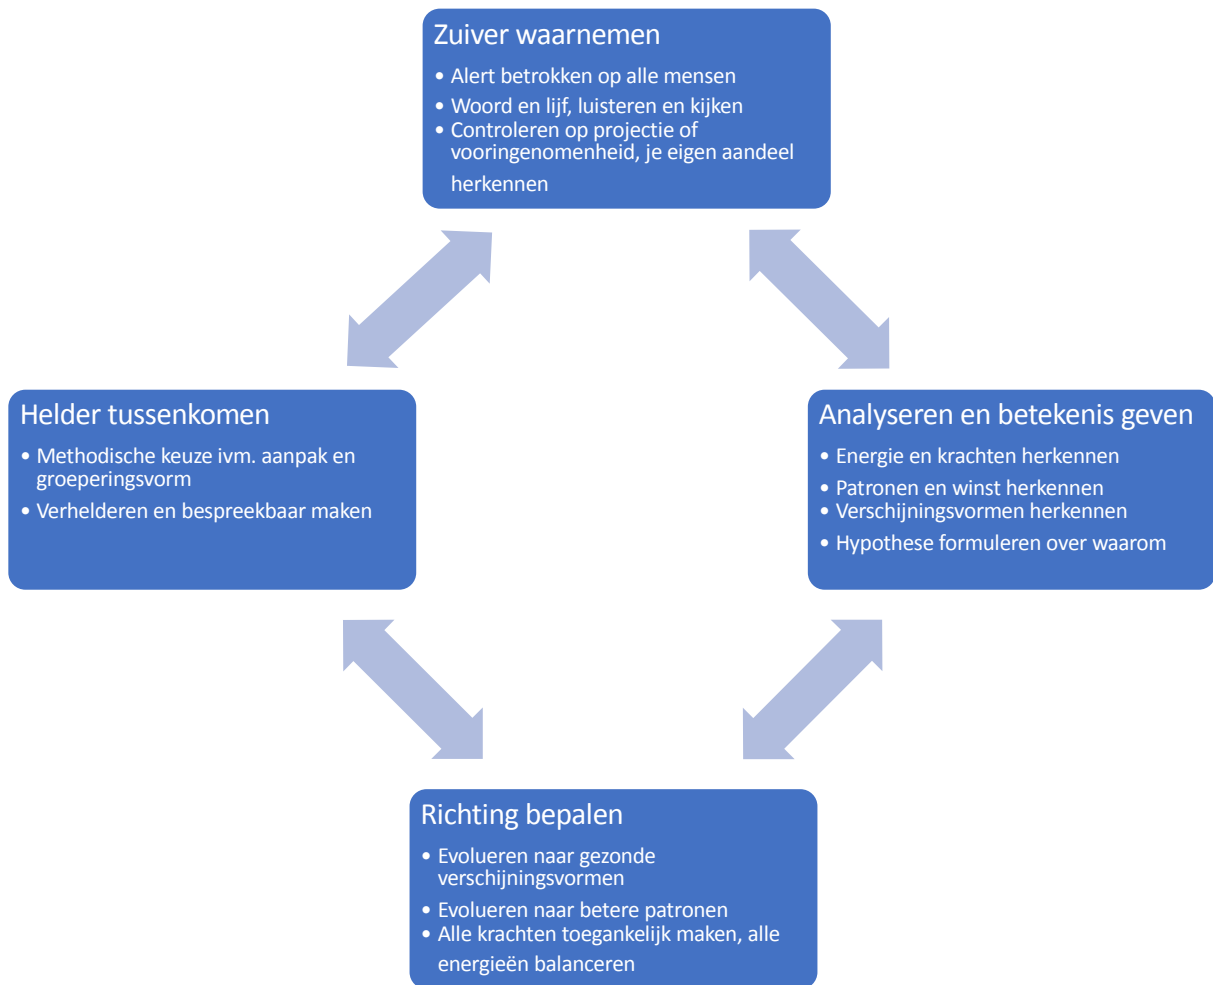 Zuiver waarnemen
• Alert betrokken op alle mensen
• Woord en lijf, luisteren en kijken
• Controleren op projectie of
vooringenomenheid, je eigen aandeel
herkennen
Helder tussenkomen
• Methodische keuze ivm. aanpak en
groeperingsvorm
• Verhelderen en bespreekbaar maken
Analyseren en betekenis geven
• Energie en krachten herkennen
• Patronen en winst herkennen
• Verschijningsvormen herkennen
• Hypothese formuleren over waarom
Richting bepalen
• Evolueren naar gezonde
verschijningsvormen
• Evolueren naar betere patronen
• Alle krachten toegankelijk maken, alle
energieën balanceren